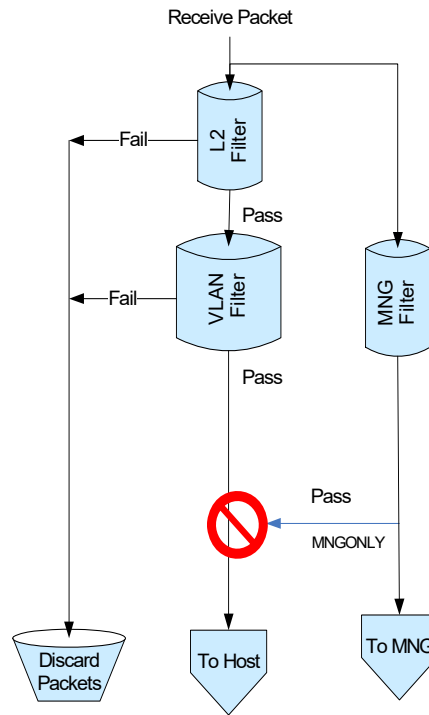 Receive Packet
L2
Filter
Fail
Pass
VLAN
Filter
MNG
Filter
Fail
Pass
Pass
MNGONLY
To Host
To MNG
Discard
Packets